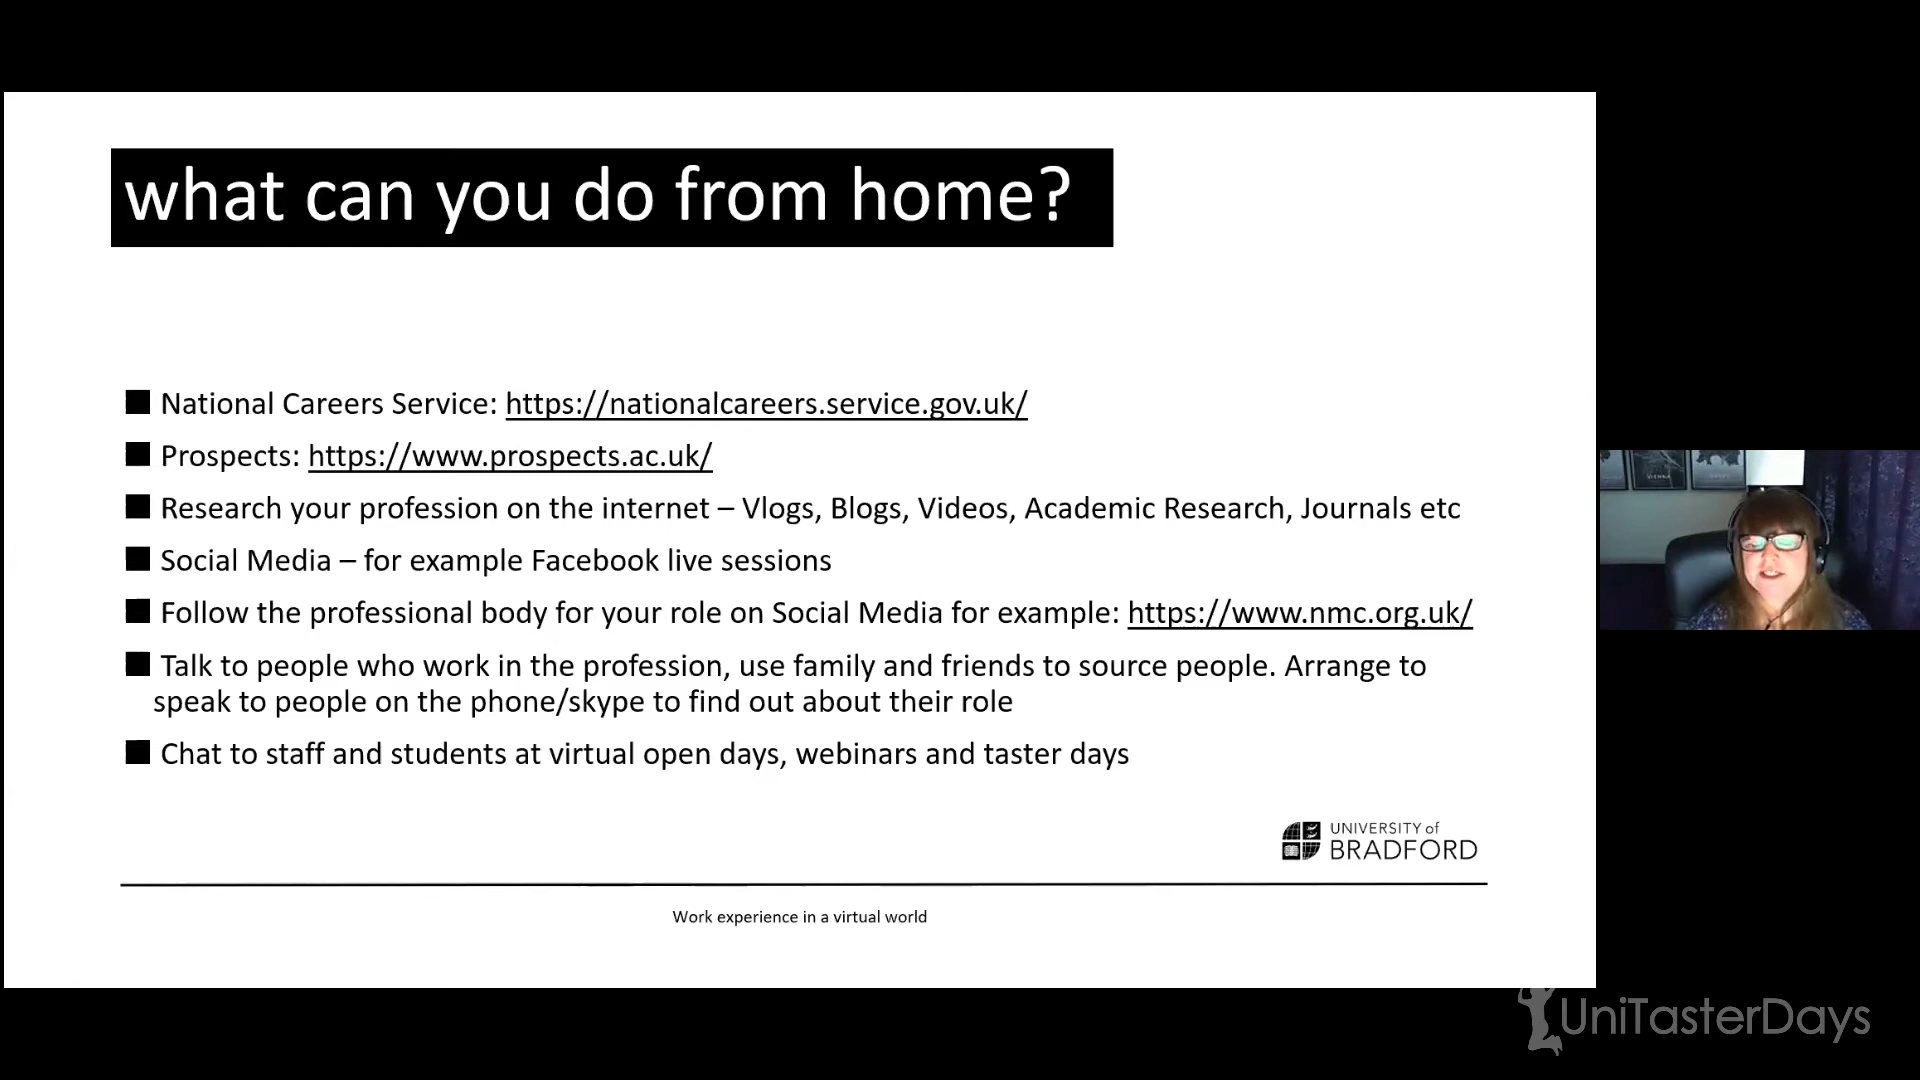 what can you do from home?
National Careers Service: https://nationalcareers.service.gov.uk/
Prospects: https://www.prospects.ac.uk/
Research your profession on the internet – Vlogs, Blogs, Videos, Academic Research, Journals etc
Social Media – for example Facebook live sessions
Follow the professional body for your role on Social Media for example: https://www.nmc.org.uk/
Talk to people who work in the profession, use family and friends to source people. Arrange to
speak to people on the phone/skype to find out about their role
Chat to staff and students at virtual open days, webinars and taster days
UNIVERSITY of
BRADFORD
Work experience in a virtual world
UniTasterDays